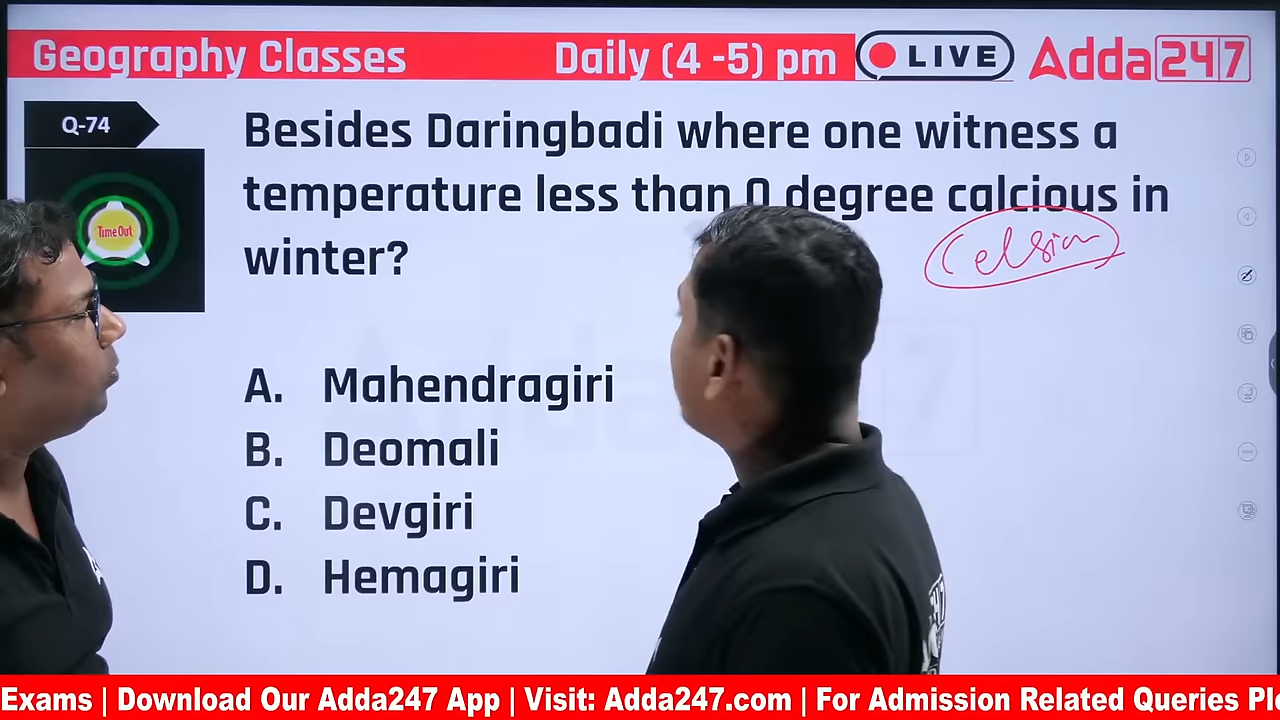 Geography Classes
Daily (4 -5) pm
LIVE
Adda247
Q-74
Time Out
Besides Daringbadi where one witness a
temperature less than 0 degree calcious in
winter?
Celsion
A. Mahendragiri
B. Deomali
C. Devgiri
D. Hemagiri
Exams | Download Our Adda247 App | Visit: Adda247.com | For Admission Related Queries Ple